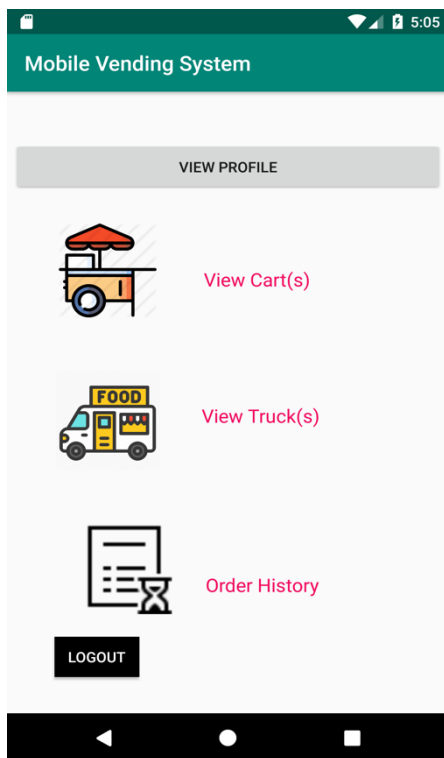 5:05
Mobile Vending System
VIEW PROFILE
View Cart(s)
FOOD
View Truck(s)
Order History
LOGOUT